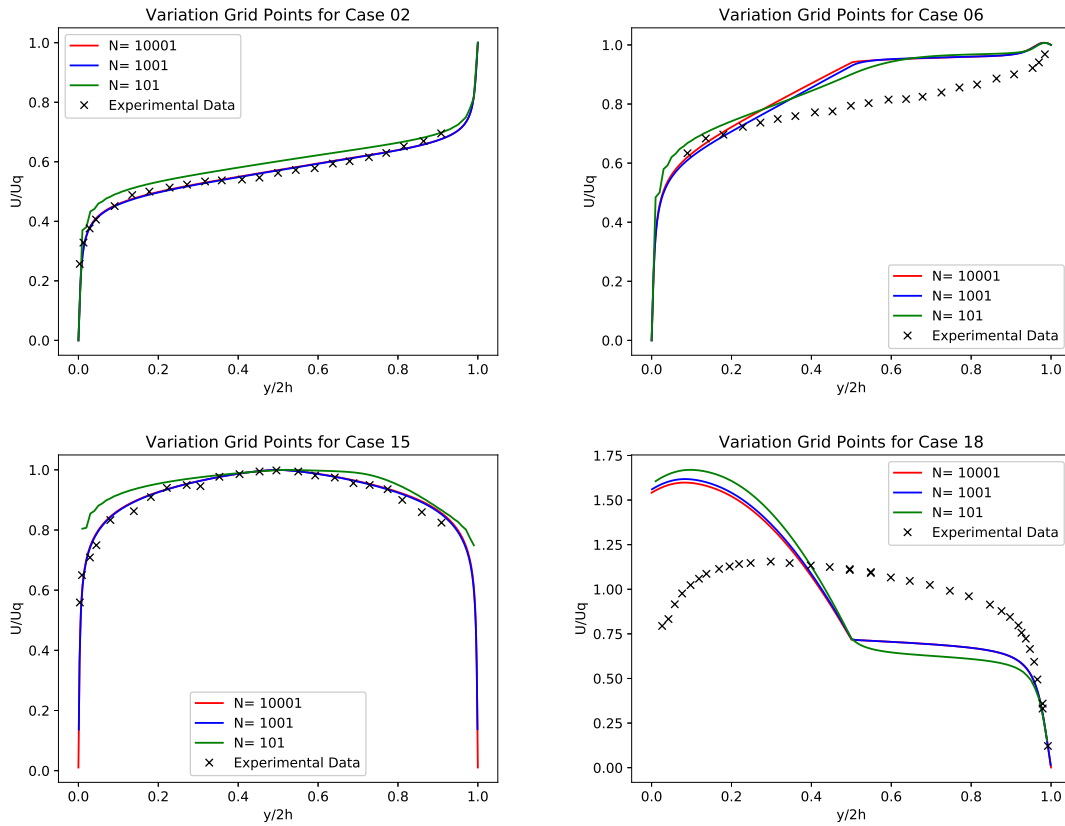 Variation Grid Points for Case 02
1.0
0.8
0.6
0.4
0.2
0.0
U/Uq
N= 10001
N= 1001
N= 101
Experimental Data
0.0 0.2 0.4 0.6 0.8 1.0
y/2h
Variation Grid Points for Case 06
1.0
0.8
0.6
0.4
0.2
0.0
U/Uq
N= 10001
N= 1001
N= 101
Experimental Data
0.0 0.2 0.4 0.6 0.8 1.0
y/2h
Variation Grid Points for Case 15
1.0
0.8
0.6
0.4
0.2
0.0
U/Uq
N= 10001
N= 1001
N= 101
Experimental Data
0.0 0.2 0.4 0.6 0.8 1.0
y/2h
Variation Grid Points for Case 18
1.75
1.50
1.25
1.00
0.75
0.50
0.25
0.00
U/Uq
N= 10001
N= 1001
N= 101
Experimental Data
0.0 0.2 0.4 0.6 0.8 1.0
y/2h